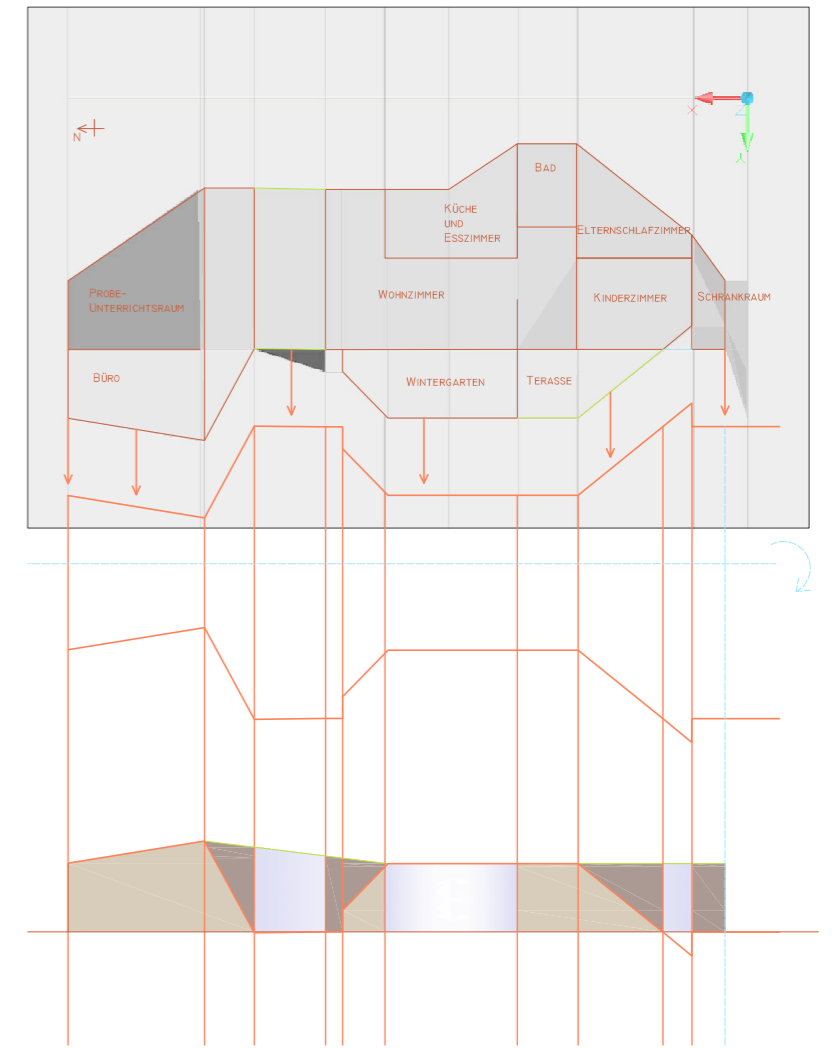 N
X
Z
Y
BAD
KÜCHE
UND
ESSZIMMER
ELTERNSCHLAFZIMMER
PROBE-
UNTERRICHTSRAUM
WOHNZIMMER
KINDERZIMMER
SCHRANKRAUM
BÜRO
WINTERGARTEN
TERASSE